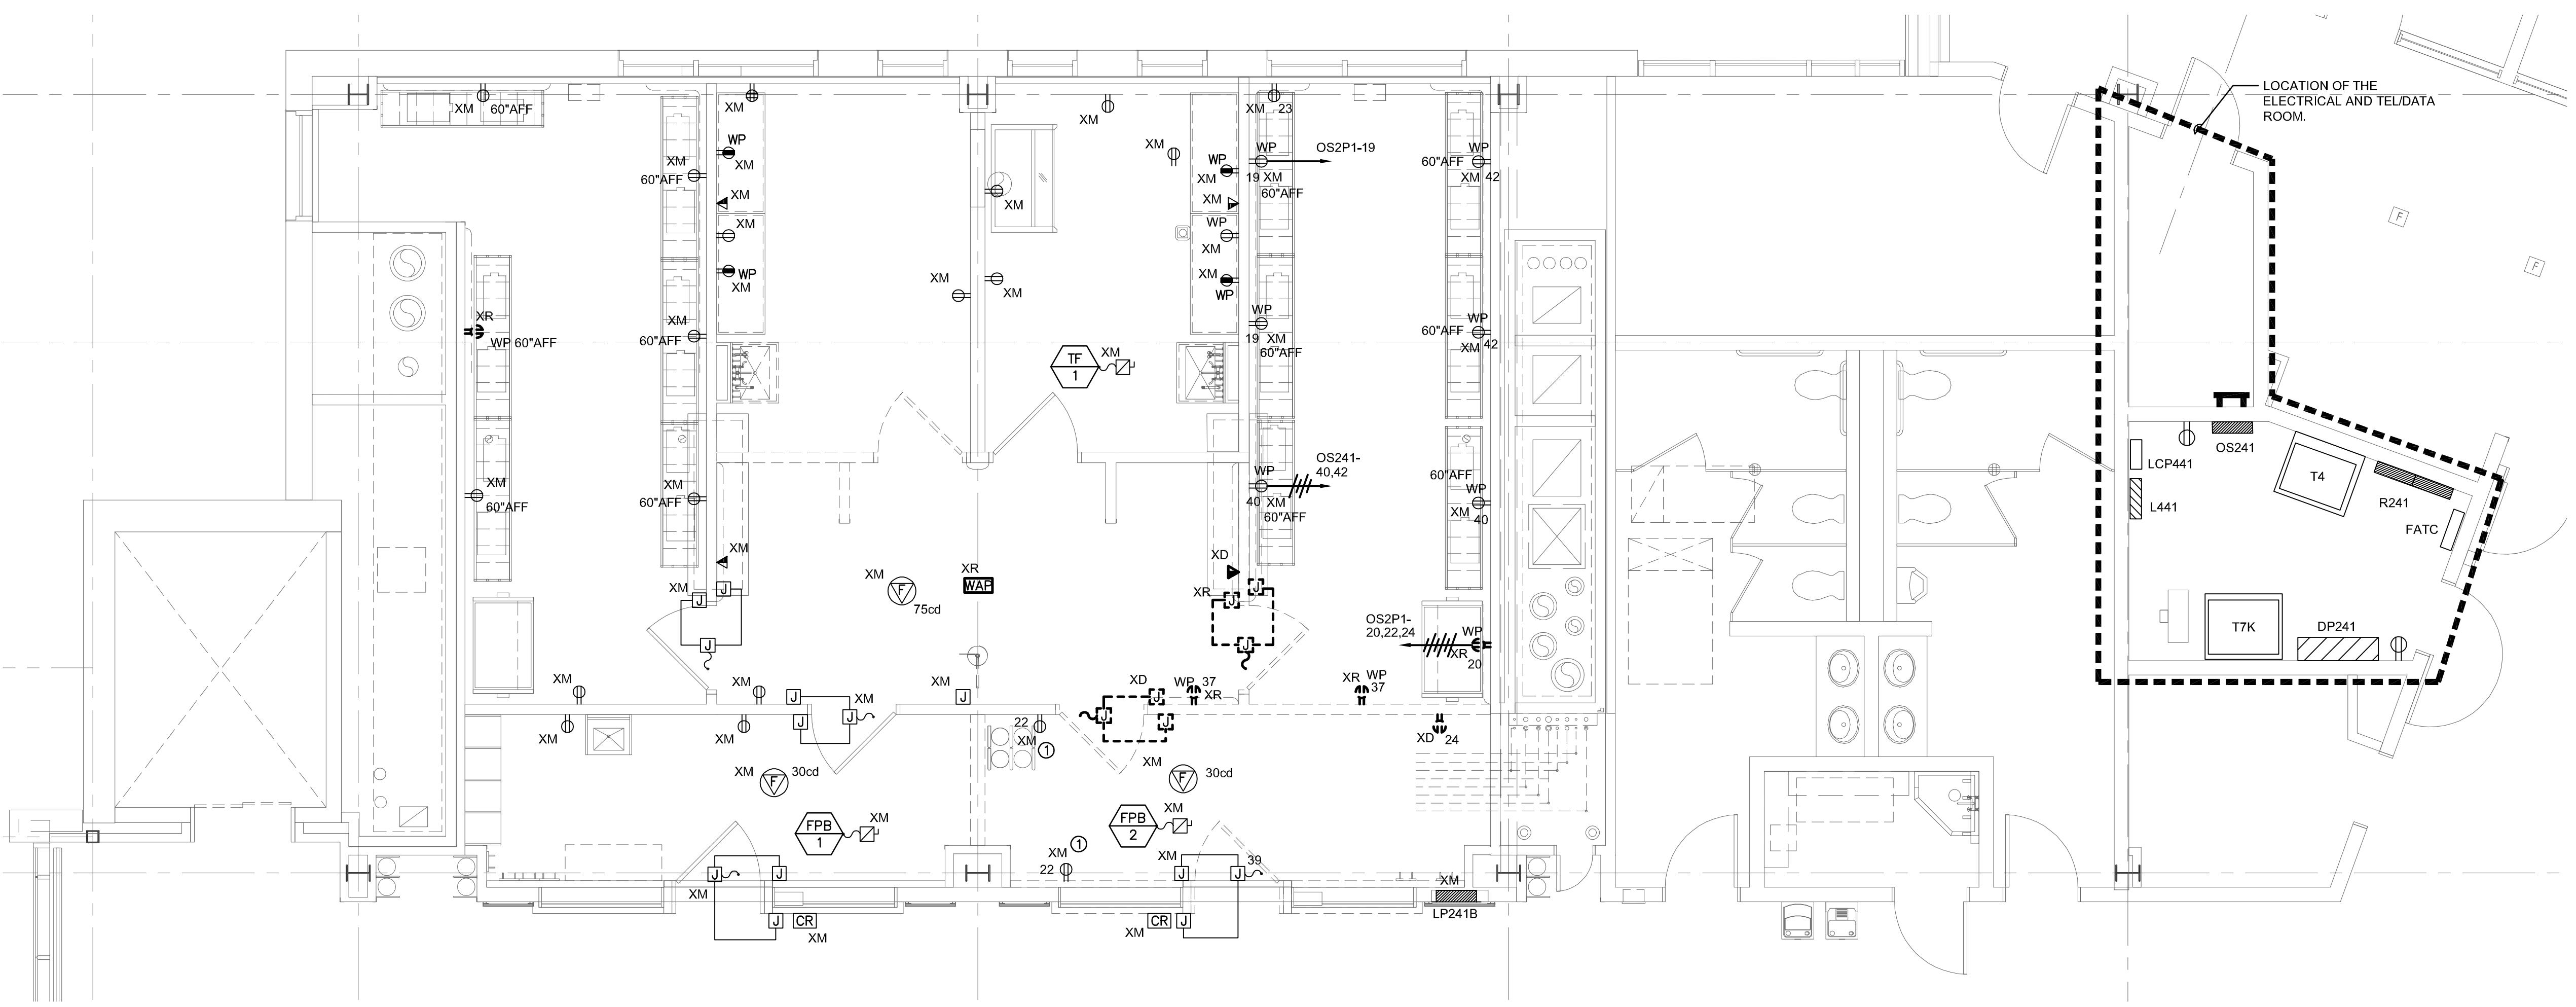 LOCATION OF THE
ELECTRICAL AND TEL/DATA
ROOM.
XM
60"AFF
XM
XM
XM 23
XM
WP
XM
XM
60"AFF
XM
XM
XM
XM
WP
XM
WP
OS2P1-19
19 XM
60"AFF
WP
60"AFF
XM 42
XM
XM
WP
XM
F
F
WP
XM
XM
XM
XM
WP
XR
WP 60"AFF
XM
60"AFF
WP
19 XM
60"AFF
WP
60"AFF
XM 42
TF
1
XM
XM
60"AFF
XM
60"AFF
WP
OS241-
40,42
40 XM
60"AFF
60"AFF
WP
XM
40
LCP441
OS241
T4
L441
R241
FATC
XM
XM
J
J
J
XM
F
75cd
XR
WAP
XD
XR
J
J
J
OS2P1-
20,22,24
WP
XR
20
T7K
DP241
XM
XM
J
XM
XM
J
XD
J
WP 37
XR
XR WP
37
XM
XM
J
J
22
XM
1
J
J
XD 24
XM
F
30cd
XM
F
30cd
FPB
1
XM
FPB
2
XM
XM
1
22
XM
39
J
J
XM
J
J
XM
LP241B
J
CR
XM
XM
CR
J